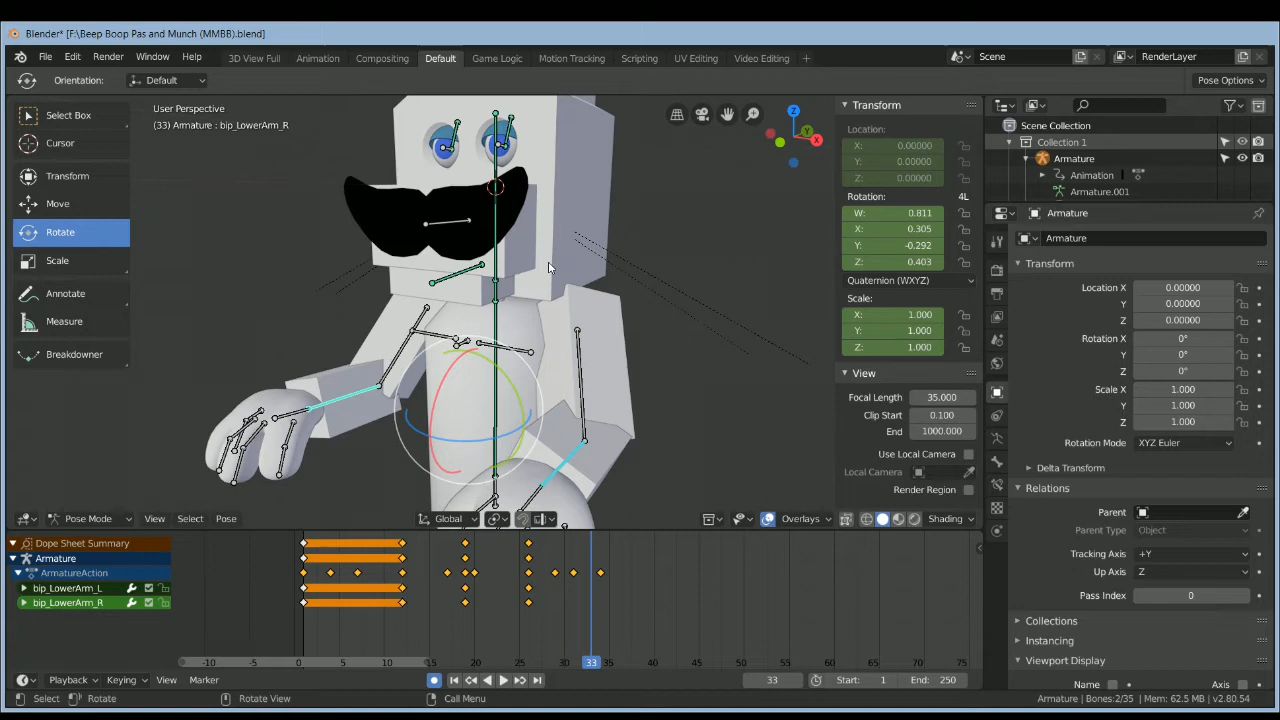 Blender* [F:\Beep Boop Pas and Munch (MMBB).blend]
File Edit Render Window Help 3D View Full Animation Compositing Default Game Logic Motion Tracking Scripting UV Editing Video Editing + Scene RenderLayer
Orientation: Default Pose Options
Select Box
Cursor
Transform
Move
Rotate
Scale
Annotate
Measure
Breakdowner
User Perspective
(33) Armature : bip_LowerArm_R
Z
Y
X
Transform
Location:
X: 0.00000
Y: 0.00000
Z: 0.00000
Rotation: 4L
W: 0.811
X: 0.305
Y: -0.292
Z: 0.403
Quaternion (WXYZ)
Scale:
X: 1.000
Y: 1.000
Z: 1.000
View
Focal Length 35.000
Clip Start 0.100
End 1000.000
Use Local Camera
Local Camera
Render Region
Scene Collection
Collection 1
Armature
Animation
Armature.001
Armature
Armature
Transform
Location X 0.00000
Y 0.00000
Z 0.00000
Rotation X 0°
Y 0°
Z 0°
Scale X 1.000
Y 1.000
Z 1.000
Rotation Mode XYZ Euler
Delta Transform
Relations
Parent
Parent Type Object
Tracking Axis +Y
Up Axis Z
Pass Index 0
Collections
Instancing
Viewport Display
Name Axis
Pose Mode View Select Pose Global Overlays Shading
Dope Sheet Summary
Armature
ArmatureAction
bip_LowerArm_L
bip_LowerArm_R
-10 -5 0 5 10 15 20 25 30 33 35 40 45 50 55 60 65 70 75
Playback Keying View Marker 33 Start: 1 End: 250
Select Rotate Rotate View Call Menu Armature | Bones:2/35 | Mem: 62.5 MB | v2.80.54